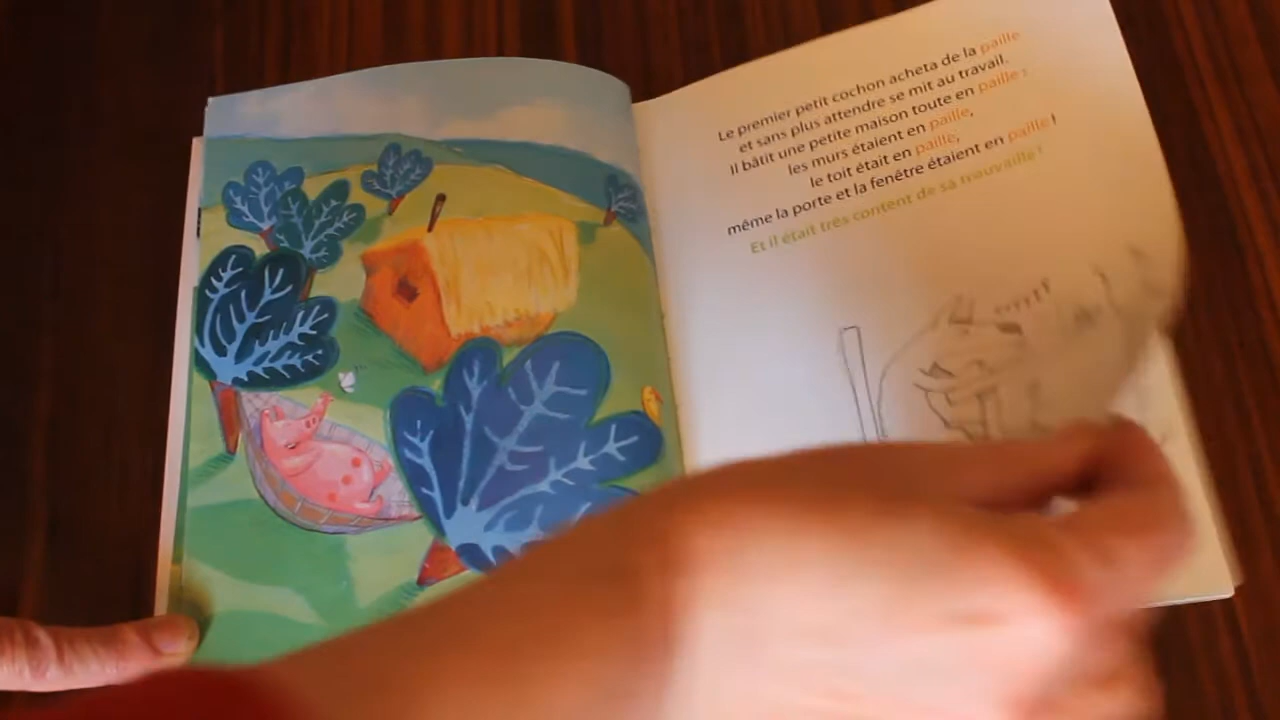 Le premier petit cochon acheta de la paille
et sans plus attendre se mit au travail.
Il bâtit une petite maison toute en paille :
les murs étaient en paille,
le toit était en paille,
même la porte et la fenêtre étaient en paille !
Et il était très content de sa trouvaille !